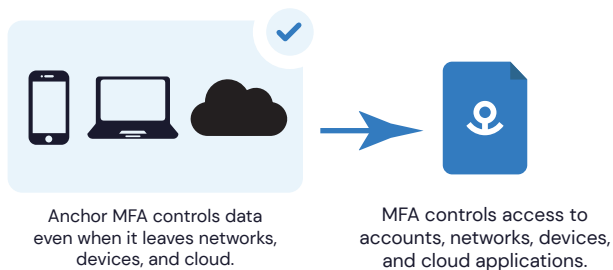 Anchor MFA controls data
even when it leaves networks,
devices, and cloud.
MFA controls access to
accounts, networks, devices,
and cloud applications.